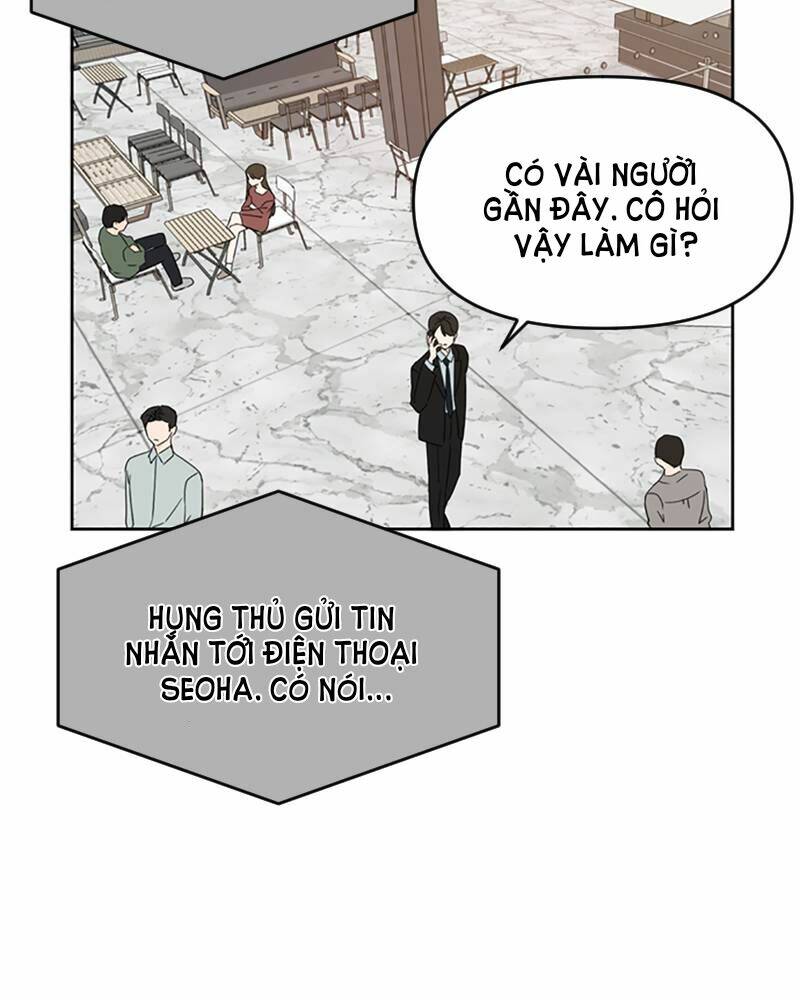 CÓ VÀI NGƯỜI
GẦN ĐÂY. CÔ HỎI
VẬY LÀM GÌ?
HUNG THỦ GỬI TIN
NHẮN TỚI ĐIỆN THOẠI
SEOHA. CÓ NÓI...